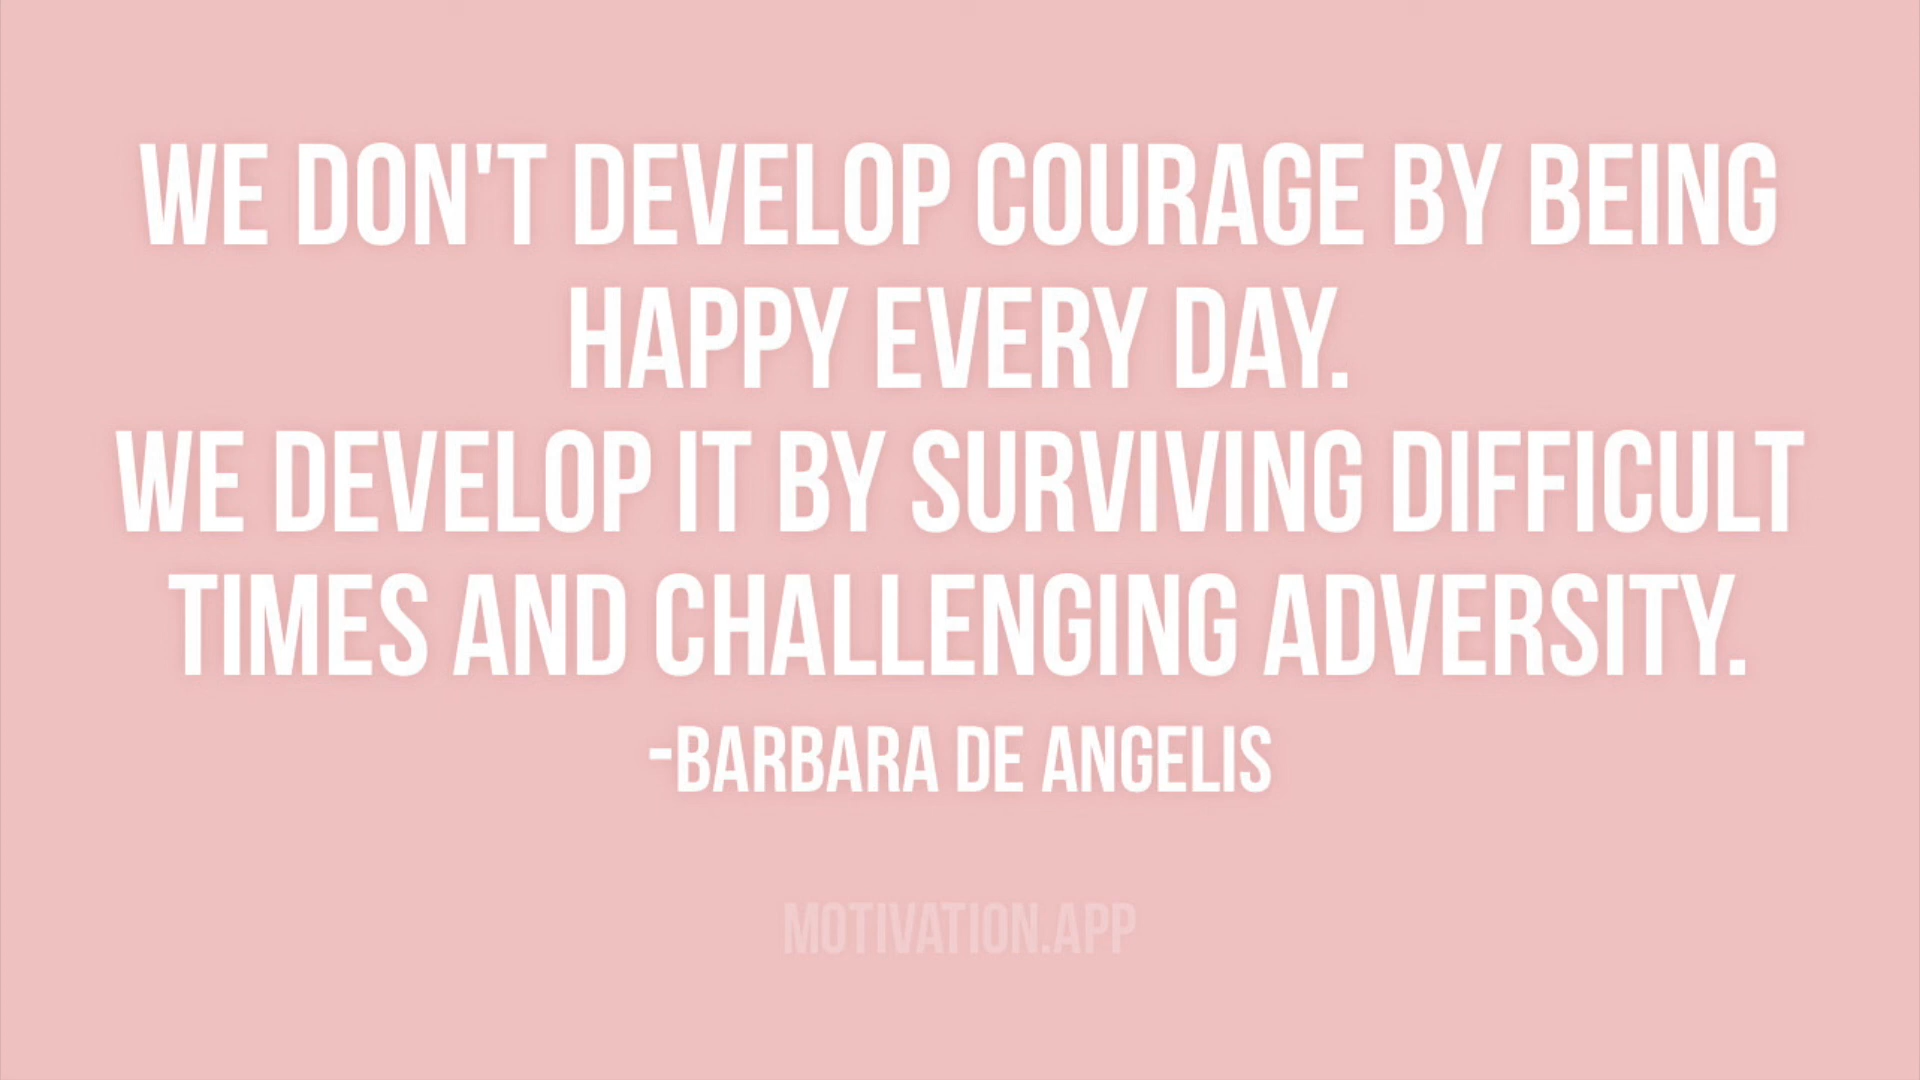 WE DON'T DEVELOP COURAGE BY BEING
HAPPY EVERY DAY.
WE DEVELOP IT BY SURVIVING DIFFICULT
TIMES AND CHALLENGING ADVERSITY.
-BARBARA DE ANGELIS
MOTIVATION.APP